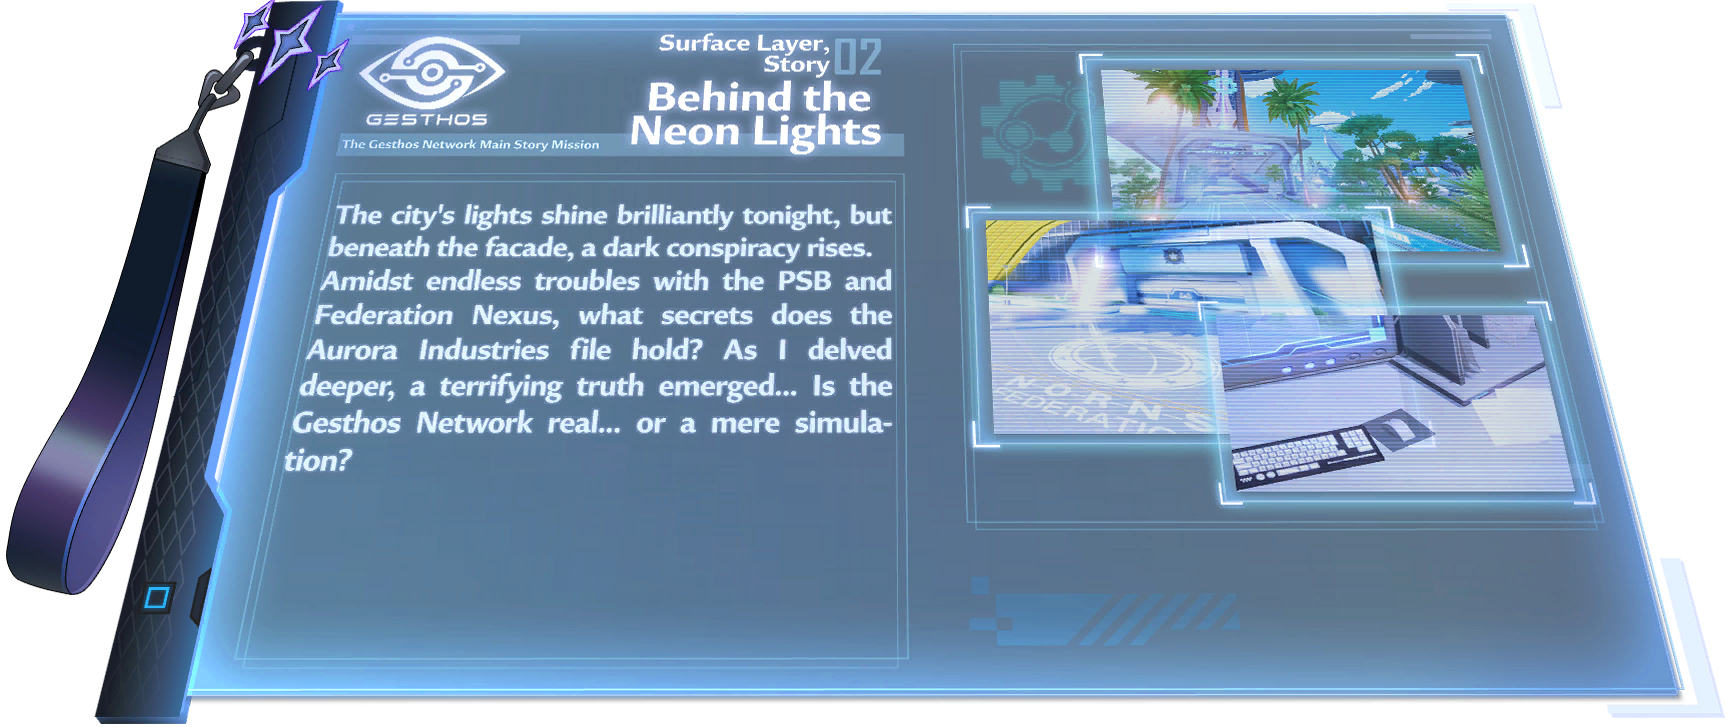 GESTHOS
Surface Layer,
Story 02
Behind the
Neon Lights
The Gesthos Network Main Story Mission
The city's lights shine brilliantly tonight, but
beneath the facade, a dark conspiracy rises.
Amidst endless troubles with the PSB and
Federation Nexus, what secrets does the
Aurora Industries file hold? As I delved
deeper, a terrifying truth emerged... Is the
Gesthos Network real... or a mere simula-
tion?
NORNS
FEDERATIO